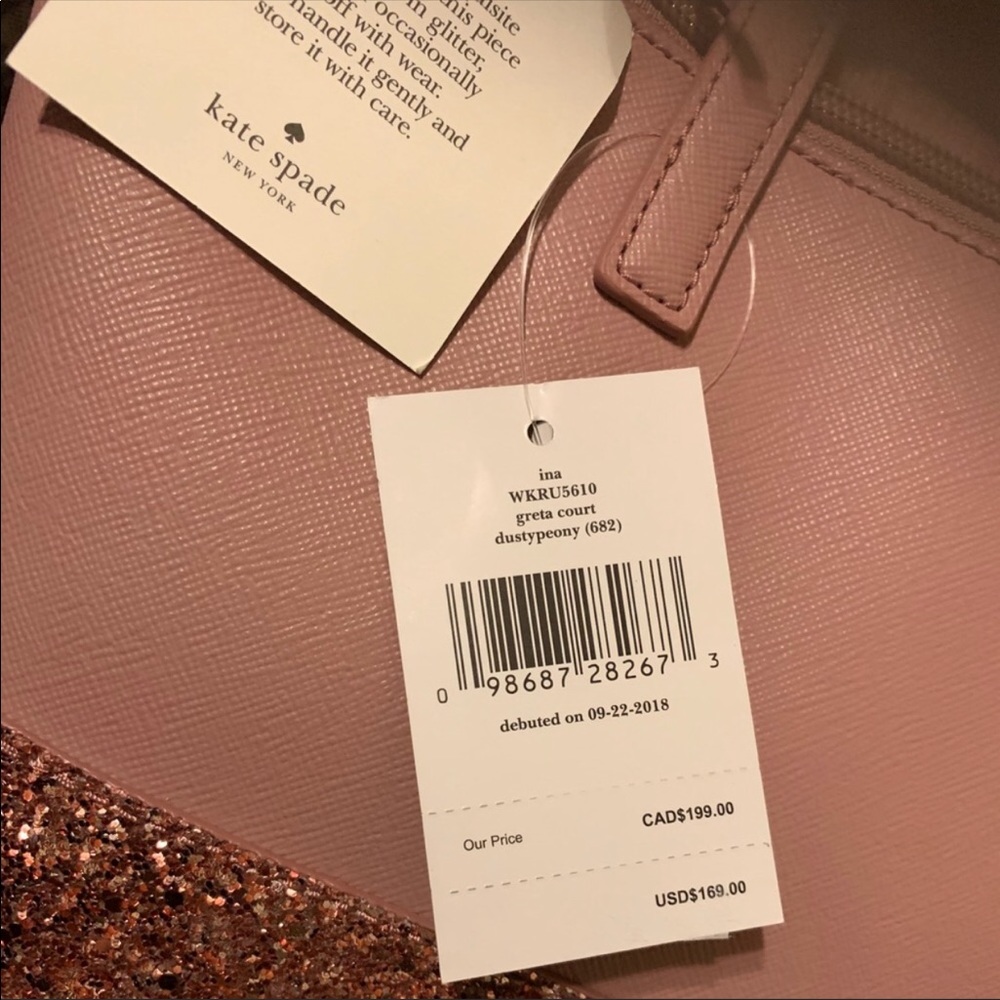 this piece
in glitter,
off with wear.
occasionally
handle it gently and
store it with care.
kate spade
NEW YORK
ina
WKRU5610
greta court
dustypeony (682)
0 98687 28267 3
debuted on 09-22-2018
Our Price CAD$199.00
USD$169.00